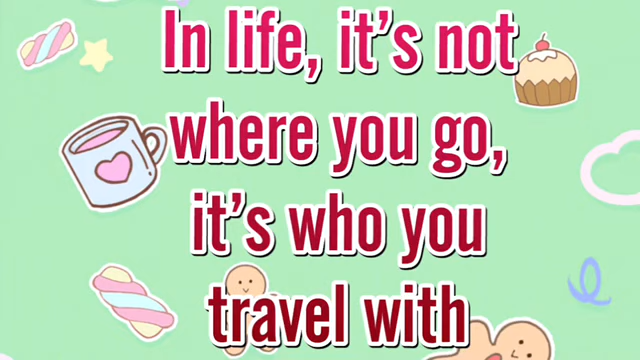 In life, it's not
where you go,
it's who you
travel with